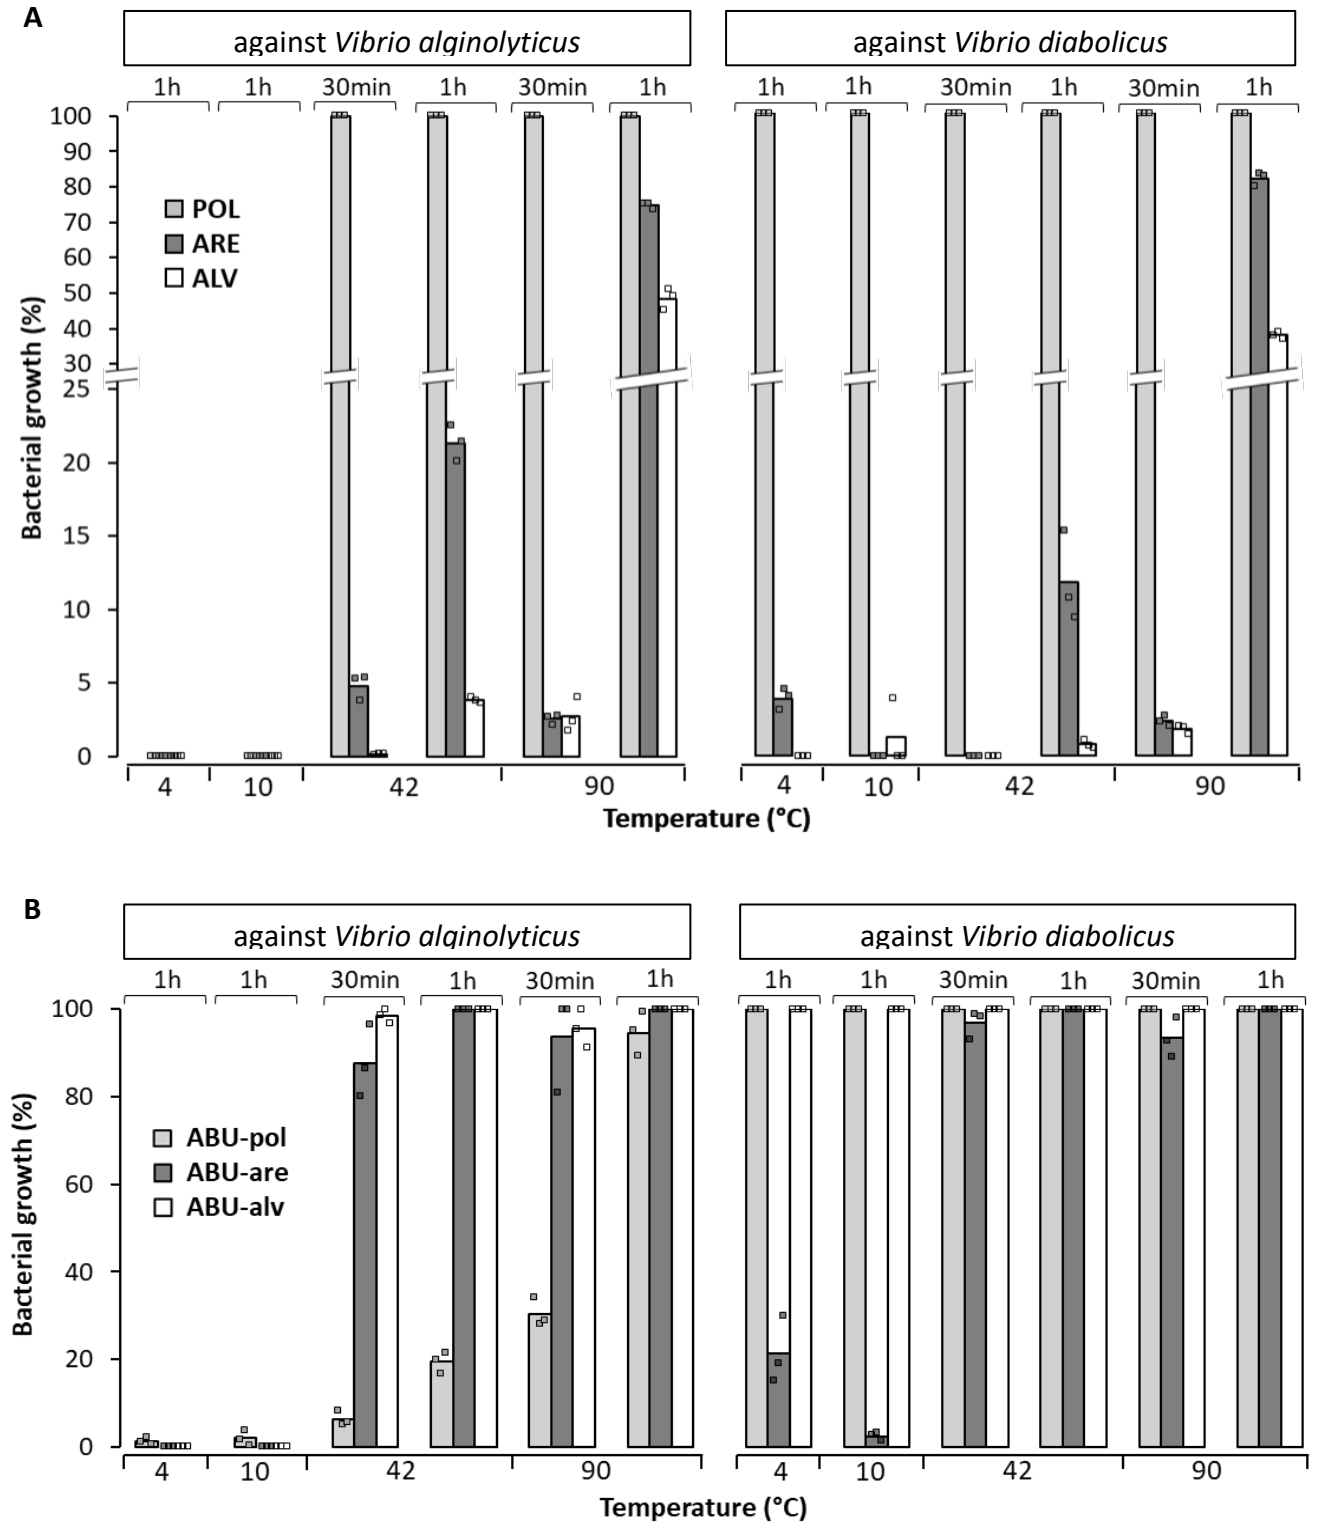 A
against Vibrio alginolyticus
against Vibrio diabolicus
1h 1h 30min 1h 30min 1h
1h 1h 30min 1h 30min 1h
100
90
80
70
60
50
40
30
25
20
15
10
5
0
Bacterial growth (%)
POL
ARE
ALV
4 10 42 90
4 10 42 90
Temperature (°C)
B
against Vibrio alginolyticus
against Vibrio diabolicus
1h 1h 30min 1h 30min 1h
1h 1h 30min 1h 30min 1h
100
80
60
40
20
0
Bacterial growth (%)
ABU-pol
ABU-are
ABU-alv
4 10 42 90
4 10 42 90
Temperature (°C)